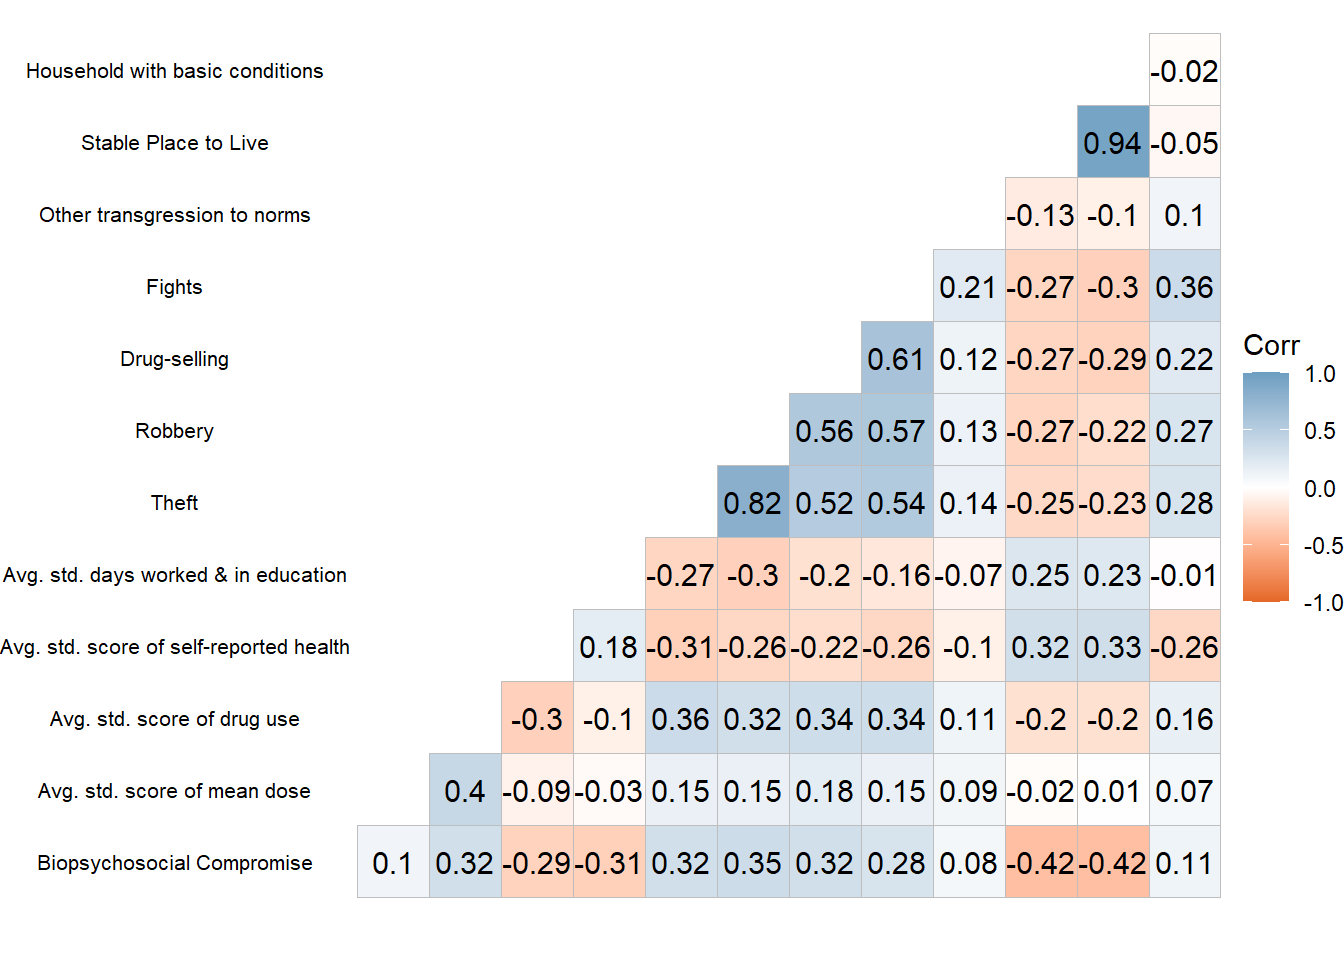 Household with basic conditions -0.02
Stable Place to Live 0.94 -0.05
Other transgression to norms -0.13 -0.1 0.1
Fights 0.21 -0.27 -0.3 0.36
Drug-selling 0.61 0.12 -0.27 -0.29 0.22
Robbery 0.56 0.57 0.13 -0.27 -0.22 0.27
Theft 0.82 0.52 0.54 0.14 -0.25 -0.23 0.28
Avg. std. days worked & in education -0.27 -0.3 -0.2 -0.16 -0.07 0.25 0.23 -0.01
Avg. std. score of self-reported health 0.18 -0.31 -0.26 -0.22 -0.26 -0.1 0.32 0.33 -0.26
Avg. std. score of drug use -0.3 -0.1 0.36 0.32 0.34 0.34 0.11 -0.2 -0.2 0.16
Avg. std. score of mean dose 0.4 -0.09 -0.03 0.15 0.15 0.18 0.15 0.09 -0.02 0.01 0.07
Biopsychosocial Compromise 0.1 0.32 -0.29 -0.31 0.32 0.35 0.32 0.28 0.08 -0.42 -0.42 0.11
Corr
1.0
0.5
0.0
-0.5
-1.0